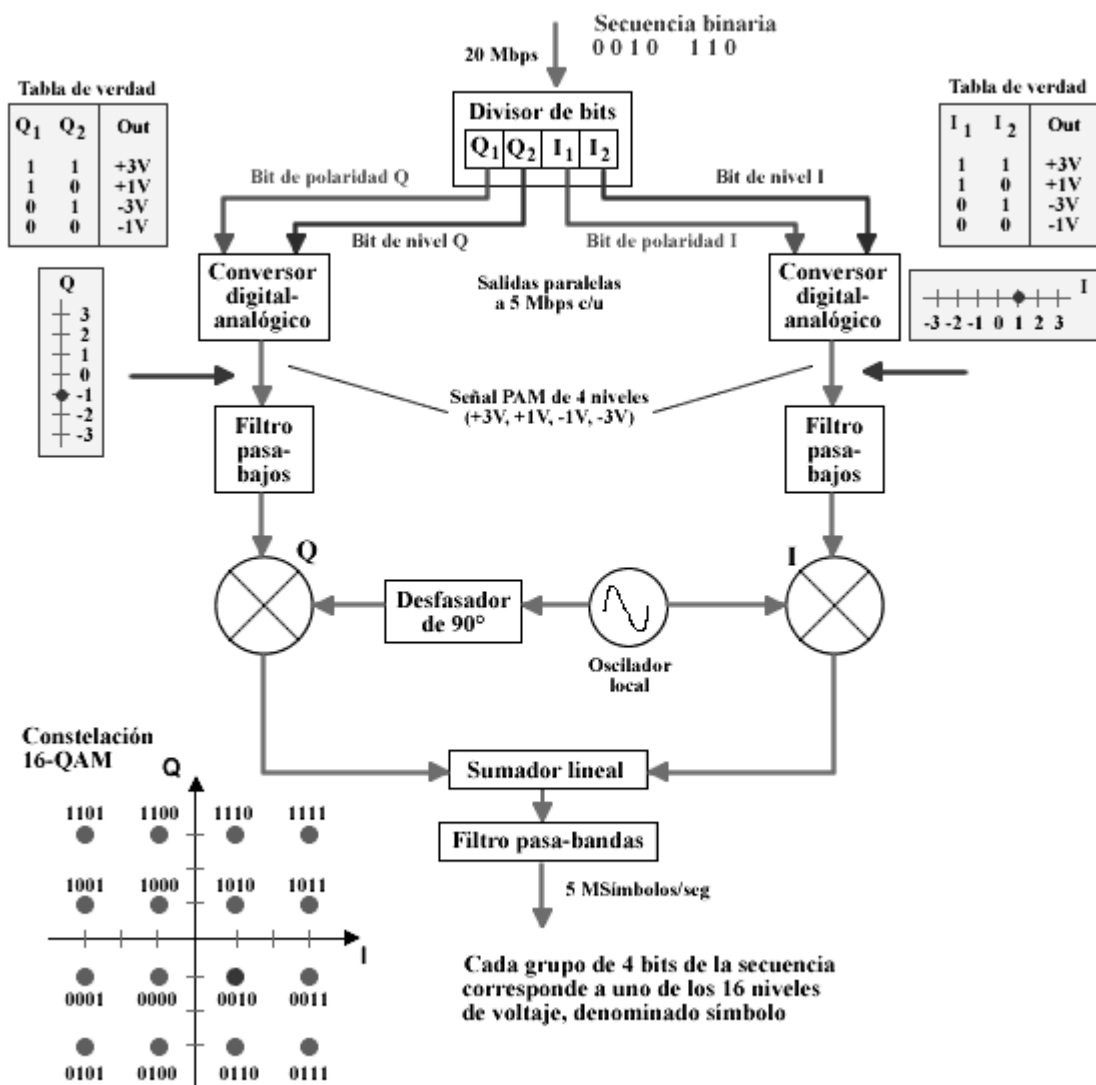 Secuencia binaria
0 0 1 0 1 1 0
20 Mbps
Tabla de verdad
Q1 Q2 Out
1 1 +3V
1 0 +1V
0 1 -3V
0 0 -1V
Divisor de bits
Q1 Q2 I1 I2
Tabla de verdad
I1 I2 Out
1 1 +3V
1 0 +1V
0 1 -3V
0 0 -1V
Bit de polaridad Q
Bit de nivel I
Bit de nivel Q
Bit de polaridad I
Conversor
digital-
analógico
Salidas paralelas
a 5 Mbps c/u
Conversor
digital-
analógico
Q
3
2
1
0
-1
-2
-3
I
-3 -2 -1 0 1 2 3
Señal PAM de 4 niveles
(+3V, +1V, -1V, -3V)
Filtro
pasa-
bajos
Filtro
pasa-
bajos
Q
I
Desfasador
de 90°
Oscilador
local
Constelación
16-QAM
Q
Sumador lineal
1101 1100 1110 1111
Filtro pasa-bandas
1001 1000 1010 1011
5 MSímbolos/seg
I
0001 0000 0010 0011
0101 0100 0110 0111
Cada grupo de 4 bits de la secuencia
corresponde a uno de los 16 niveles
de voltaje, denominado símbolo